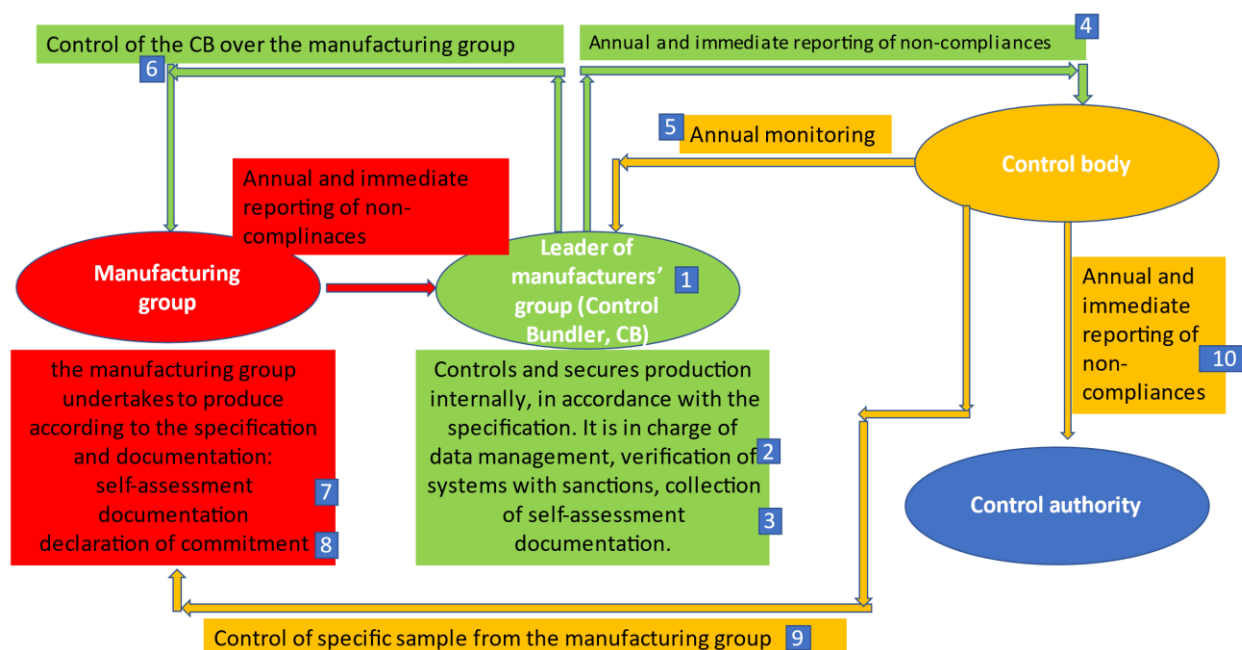 Control of the CB over the manufacturing group
6
Annual and immediate reporting of non-compliances
4
5
Annual monitoring
Control body
Annual and immediate
reporting of non-
complinaces
Manufacturing
group
Leader of
manufacturers'
group (Control
Bundler, CB)
1
Annual and
immediate
reporting of
non-
compliances
10
the manufacturing group
undertakes to produce
according to the specification
and documentation:
self-assessment
documentation
declaration of commitment
7
8
Controls and secures production
internally, in accordance with the
specification. It is in charge of
data management, verification of
systems with sanctions, collection
of self-assessment
documentation.
2
3
Control authority
Control of specific sample from the manufacturing group
9